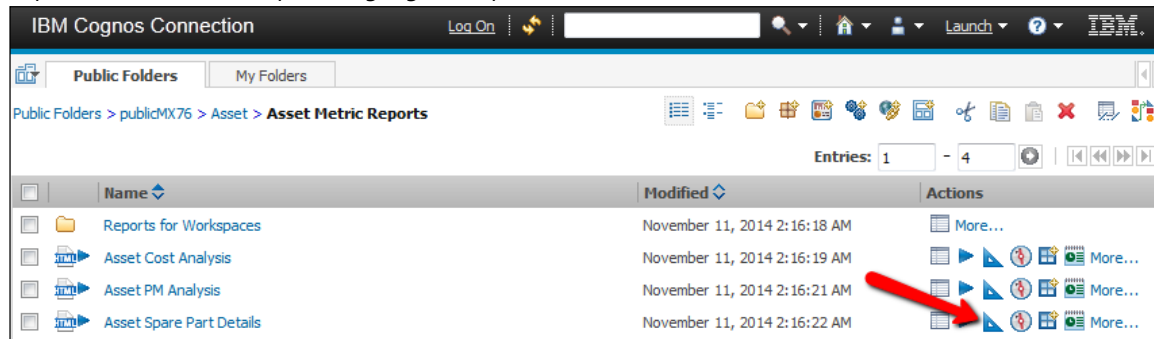 IBM Cognos Connection Log On Launch IBM.
Public Folders My Folders
Public Folders > publicMX76 > Asset > Asset Metric Reports
Entries: 1 - 4
Name Modified Actions
Reports for Workspaces November 11, 2014 2:16:18 AM More...
Asset Cost Analysis November 11, 2014 2:16:19 AM More...
Asset PM Analysis November 11, 2014 2:16:21 AM More...
Asset Spare Part Details November 11, 2014 2:16:22 AM More...